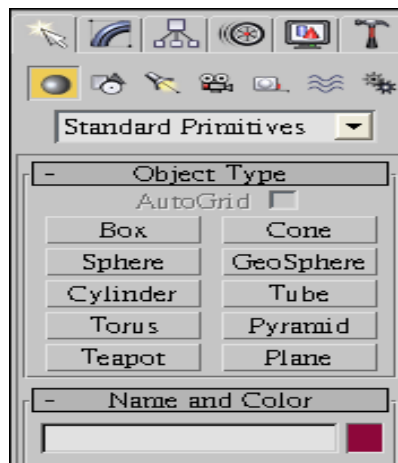 Standard Primitives
- Object Type
AutoGrid
Box Cone
Sphere GeoSphere
Cylinder Tube
Torus Pyramid
Teapot Plane
- Name and Color